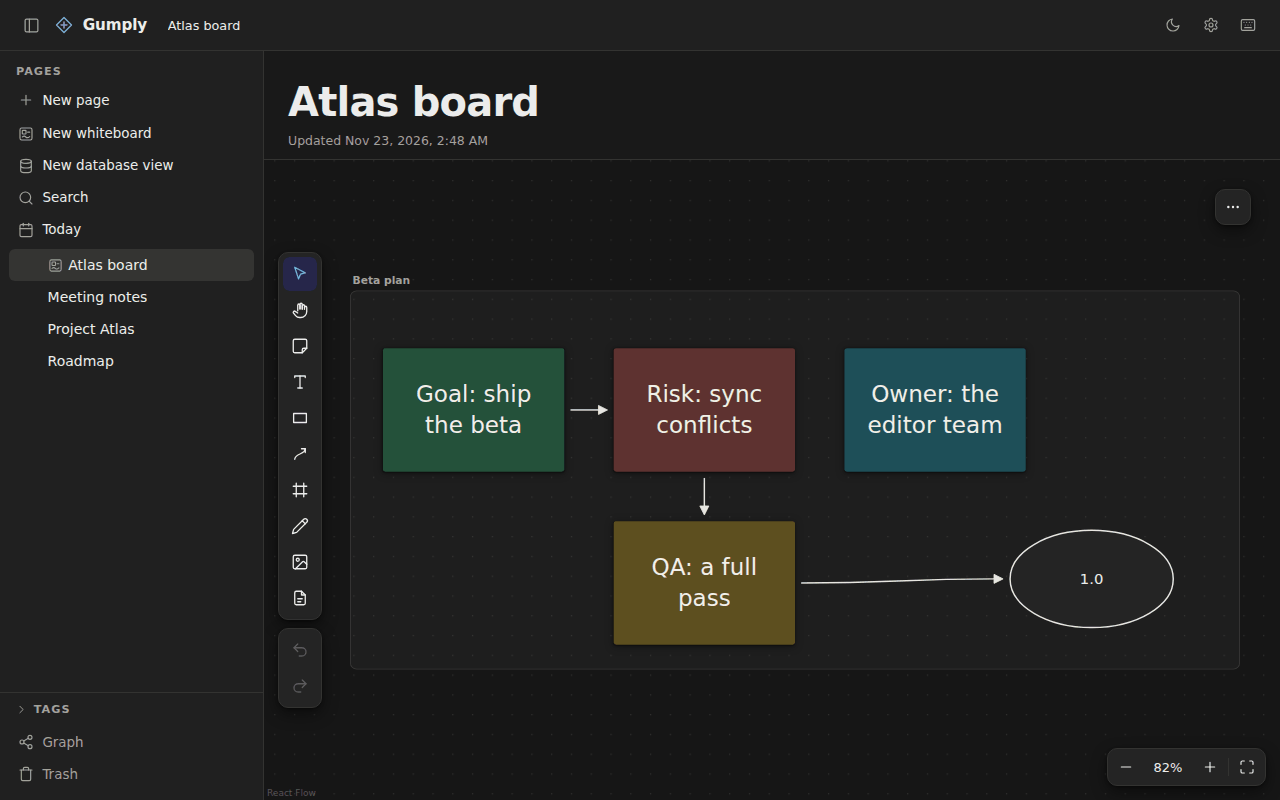 Gumply
Atlas board
PAGES
New page
New whiteboard
New database view
Search
Today
Atlas board
Meeting notes
Project Atlas
Roadmap
TAGS
Graph
Trash
Atlas board
Updated Nov 23, 2026, 2:48 AM
Beta plan
Goal: ship
the beta
Risk: sync
conflicts
Owner: the
editor team
QA: a full
pass
1.0
82%
React Flow